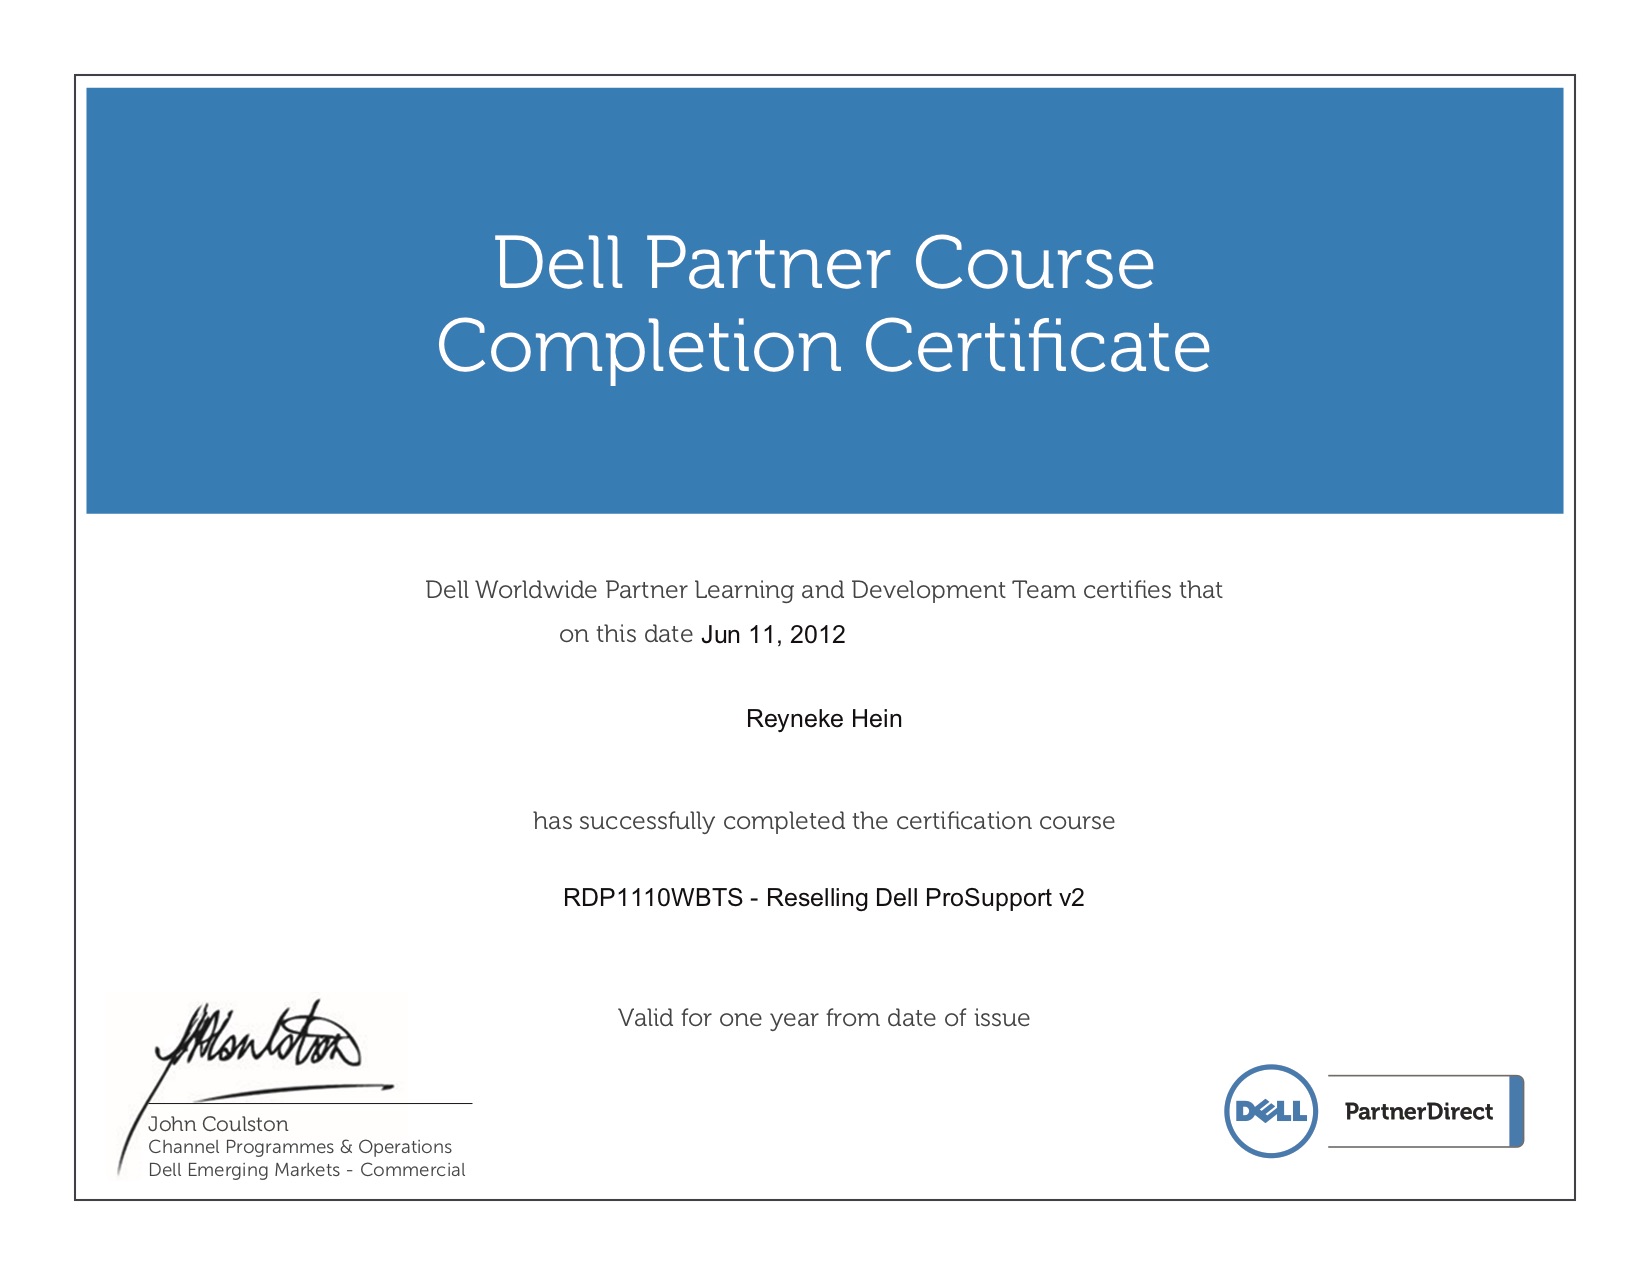 Dell Partner Course
Completion Certificate
Dell Worldwide Partner Learning and Development Team certifies that
on this date Jun 11, 2012
Reyneke Hein
has successfully completed the certification course
RDP1110WBTS - Reselling Dell ProSupport v2
Valid for one year from date of issue
John Coulston
Channel Programmes & Operations
Dell Emerging Markets - Commercial
DELL PartnerDirect